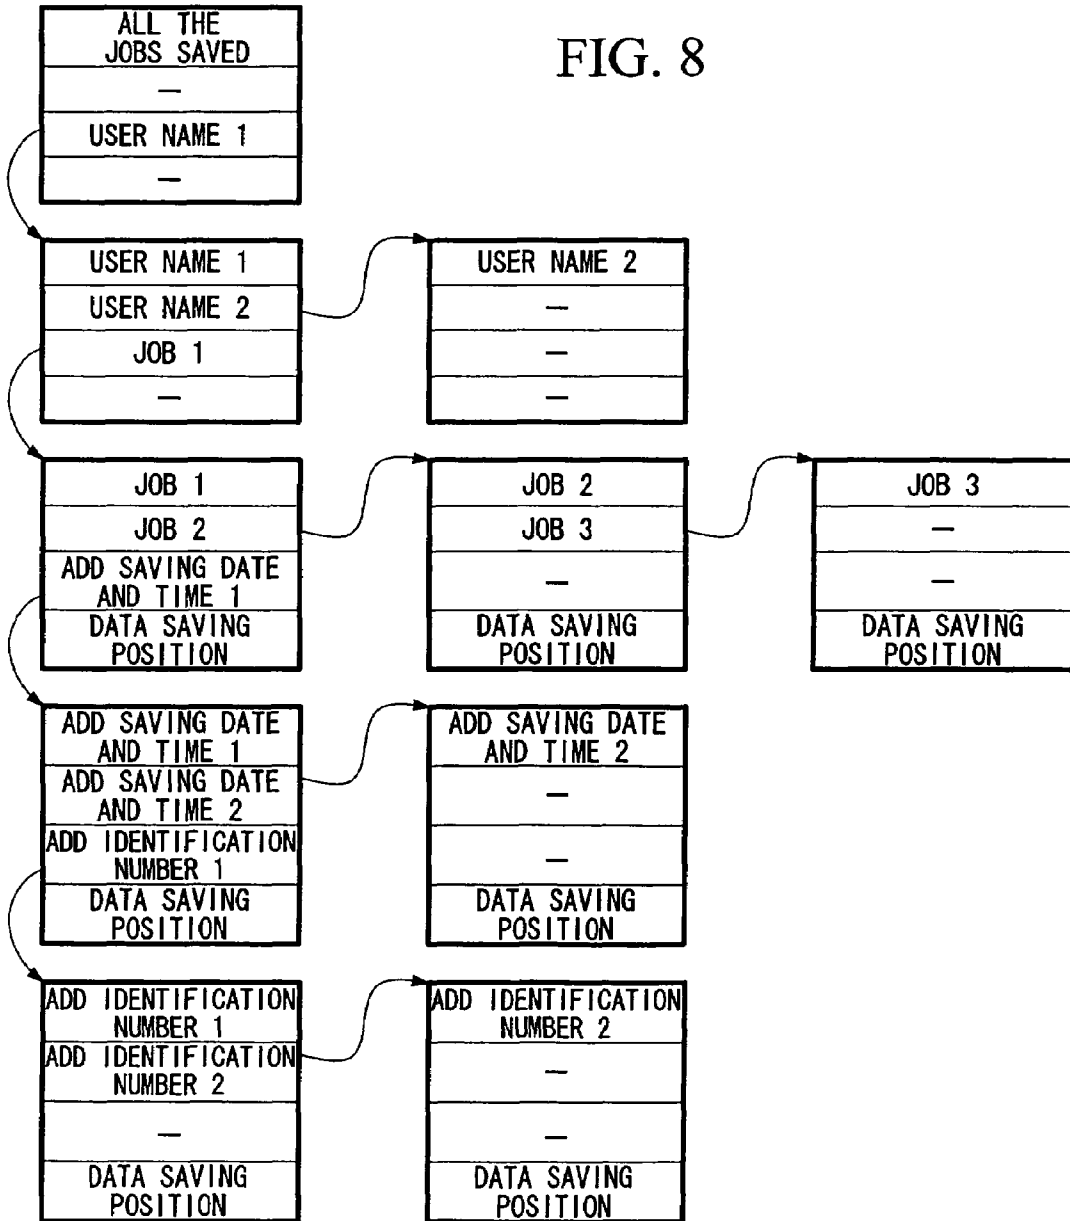 FIG. 8
ALL THE
JOBS SAVED
—
USER NAME 1
—
USER NAME 1
USER NAME 2
JOB 1
—
USER NAME 2
—
—
—
JOB 1
JOB 2
ADD SAVING DATE
AND TIME 1
DATA SAVING
POSITION
JOB 2
JOB 3
—
DATA SAVING
POSITION
JOB 3
—
—
DATA SAVING
POSITION
ADD SAVING DATE
AND TIME 1
ADD SAVING DATE
AND TIME 2
ADD IDENTIFICATION
NUMBER 1
DATA SAVING
POSITION
ADD SAVING DATE
AND TIME 2
—
—
DATA SAVING
POSITION
ADD IDENTIFICATION
NUMBER 1
ADD IDENTIFICATION
NUMBER 2
—
DATA SAVING
POSITION
ADD IDENTIFICATION
NUMBER 2
—
—
DATA SAVING
POSITION